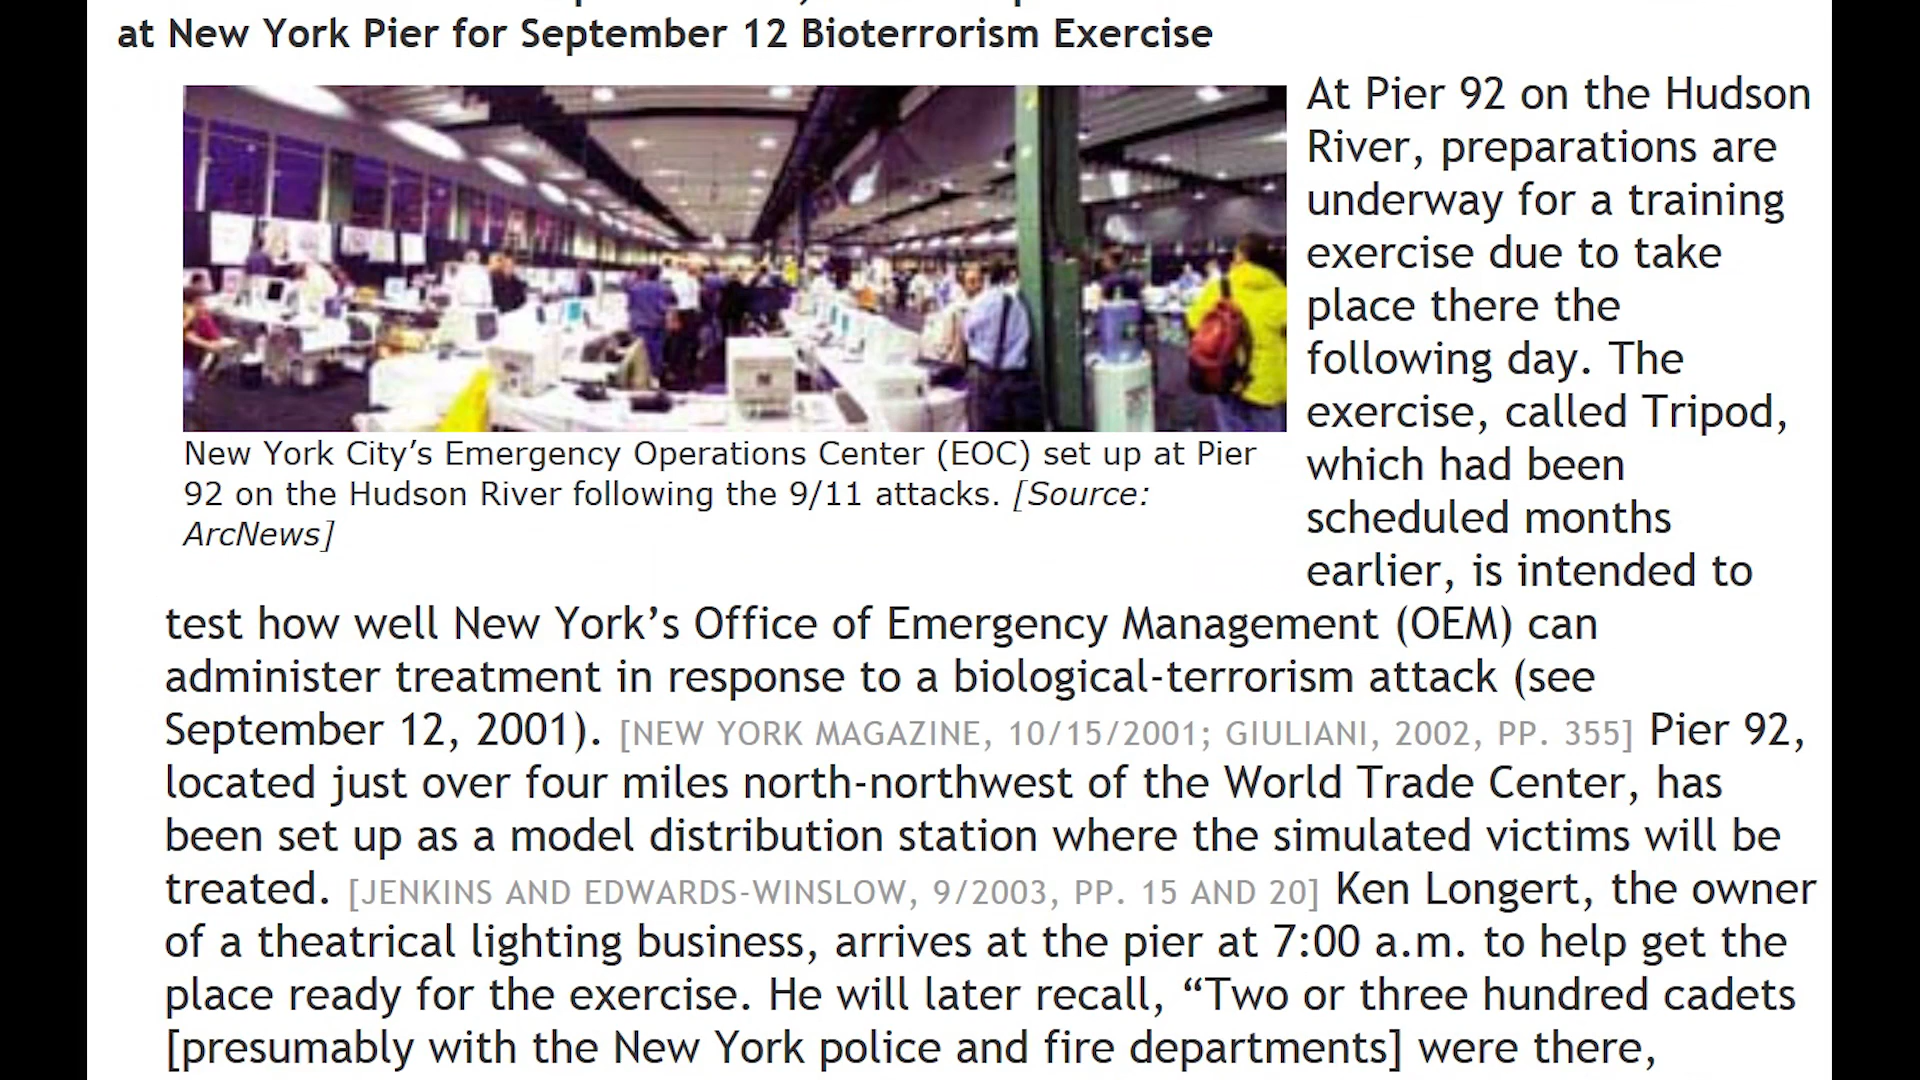 at New York Pier for September 12 Bioterrorism Exercise
At Pier 92 on the Hudson
River, preparations are
underway for a training
exercise due to take
place there the
following day. The
exercise, called Tripod,
which had been
scheduled months
earlier, is intended to
New York City’s Emergency Operations Center (EOC) set up at Pier
92 on the Hudson River following the 9/11 attacks. [Source:
ArcNews]
test how well New York’s Office of Emergency Management (OEM) can
administer treatment in response to a biological-terrorism attack (see
September 12, 2001). [NEW YORK MAGAZINE, 10/15/2001; GIULIANI, 2002, PP. 355] Pier 92,
located just over four miles north-northwest of the World Trade Center, has
been set up as a model distribution station where the simulated victims will be
treated. [JENKINS AND EDWARDS-WINSLOW, 9/2003, PP. 15 AND 20] Ken Longert, the owner
of a theatrical lighting business, arrives at the pier at 7:00 a.m. to help get the
place ready for the exercise. He will later recall, “Two or three hundred cadets
[presumably with the New York police and fire departments] were there,